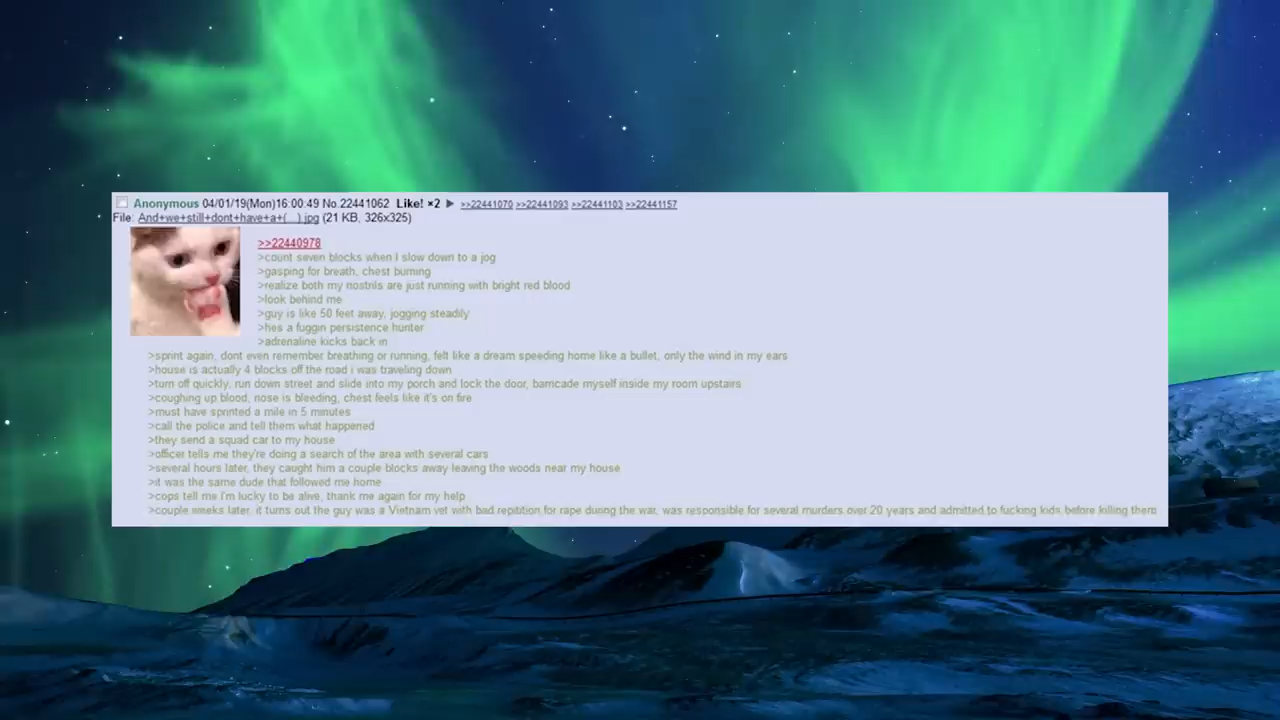 Anonymous 04/01/19(Mon)16:00:49 No.22441062 Like! ×2 ▶ >>22441070 >>22441093 >>22441103 >>22441157
File: And+we+still+dont+have+a+(...).jpg (21 KB, 326x325)
>>22440978
>count seven blocks when I slow down to a jog
>gasping for breath, chest burning
>realize both my nostrils are just running with bright red blood
>look behind me
>guy is like 50 feet away, jogging steadily
>hes a fuggin persistence hunter
>adrenaline kicks back in
>sprint again, dont even remember breathing or running, felt like a dream speeding home like a bullet, only the wind in my ears
>house is actually 4 blocks off the road i was traveling down
>turn off quickly, run down street and slide into my porch and lock the door, barricade myself inside my room upstairs
>coughing up blood, nose is bleeding, chest feels like it's on fire
>must have sprinted a mile in 5 minutes
>call the police and tell them what happened
>they send a squad car to my house
>officer tells me they're doing a search of the area with several cars
>several hours later, they caught him a couple blocks away leaving the woods near my house
>it was the same dude that followed me home
>cops tell me I'm lucky to be alive, thank me again for my help
>couple weeks later, it turns out the guy was a Vietnam vet with bad repitition for rape during the war, was responsible for several murders over 20 years and admitted to fucking kids before killing them